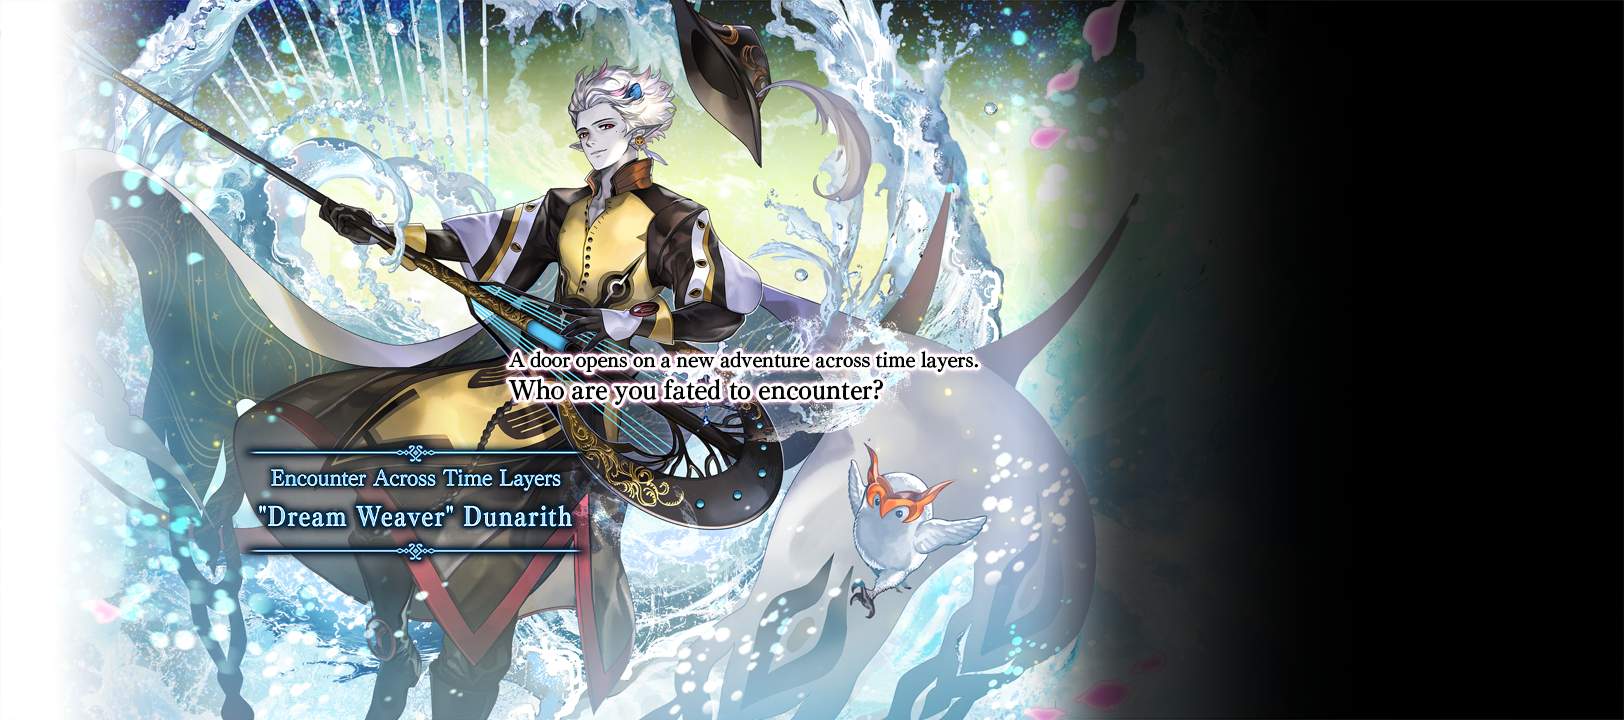 A door opens on a new adventure across time layers.
Who are you fated to encounter?
Encounter Across Time Layers
"Dream Weaver" Dunarith